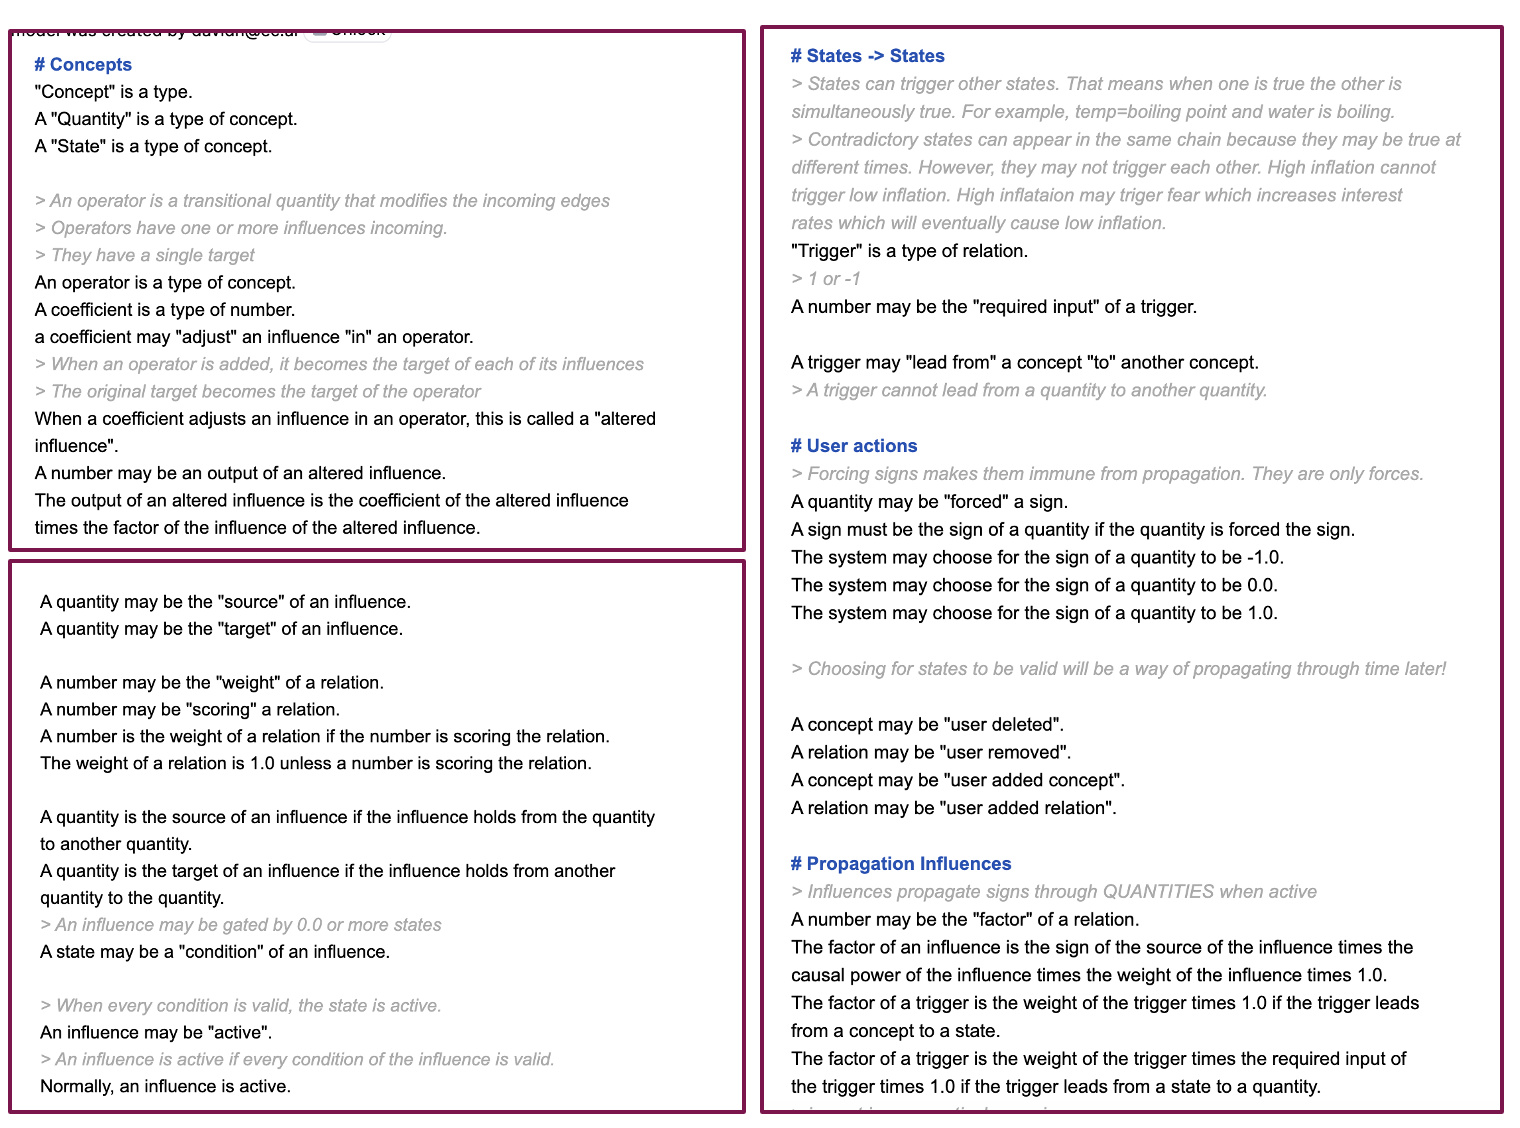 # Concepts
"Concept" is a type.
A "Quantity" is a type of concept.
A "State" is a type of concept.
> An operator is a transitional quantity that modifies the incoming edges
> Operators have one or more influences incoming.
> They have a single target
An operator is a type of concept.
A coefficient is a type of number.
a coefficient may "adjust" an influence "in" an operator.
> When an operator is added, it becomes the target of each of its influences
> The original target becomes the target of the operator
When a coefficient adjusts an influence in an operator, this is called a "altered
influence".
A number may be an output of an altered influence.
The output of an altered influence is the coefficient of the altered influence
times the factor of the influence of the altered influence.
A quantity may be the "source" of an influence.
A quantity may be the "target" of an influence.
A number may be the "weight" of a relation.
A number may be "scoring" a relation.
A number is the weight of a relation if the number is scoring the relation.
The weight of a relation is 1.0 unless a number is scoring the relation.
A quantity is the source of an influence if the influence holds from the quantity
to another quantity.
A quantity is the target of an influence if the influence holds from another
quantity to the quantity.
> An influence may be gated by 0.0 or more states
A state may be a "condition" of an influence.
> When every condition is valid, the state is active.
An influence may be "active".
> An influence is active if every condition of the influence is valid.
Normally, an influence is active.
# States -> States
> States can trigger other states. That means when one is true the other is
simultaneously true. For example, temp=boiling point and water is boiling.
> Contradictory states can appear in the same chain because they may be true at
different times. However, they may not trigger each other. High inflation cannot
trigger low inflation. High inflataion may triger fear which increases interest
rates which will eventually cause low inflation.
"Trigger" is a type of relation.
> 1 or -1
A number may be the "required input" of a trigger.
A trigger may "lead from" a concept "to" another concept.
> A trigger cannot lead from a quantity to another quantity.
# User actions
> Forcing signs makes them immune from propagation. They are only forces.
A quantity may be "forced" a sign.
A sign must be the sign of a quantity if the quantity is forced the sign.
The system may choose for the sign of a quantity to be -1.0.
The system may choose for the sign of a quantity to be 0.0.
The system may choose for the sign of a quantity to be 1.0.
> Choosing for states to be valid will be a way of propagating through time later!
A concept may be "user deleted".
A relation may be "user removed".
A concept may be "user added concept".
A relation may be "user added relation".
# Propagation Influences
> Influences propagate signs through QUANTITIES when active
A number may be the "factor" of a relation.
The factor of an influence is the sign of the source of the influence times the
causal power of the influence times the weight of the influence times 1.0.
The factor of a trigger is the weight of the trigger times 1.0 if the trigger leads
from a concept to a state.
The factor of a trigger is the weight of the trigger times the required input of
the trigger times 1.0 if the trigger leads from a state to a quantity.